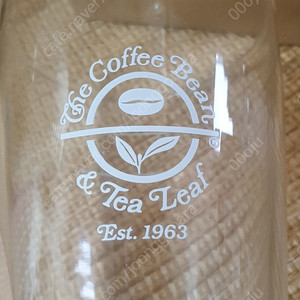 The Coffee Bean
®
& Tea Leaf
Est. 1963